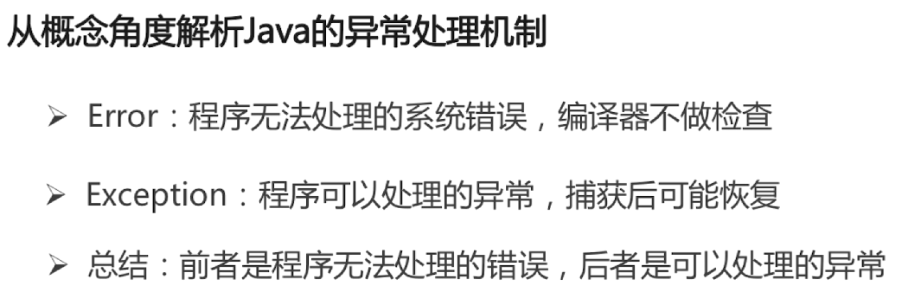 从概念角度解析Java的异常处理机制
➢ Error：程序无法处理的系统错误，编译器不做检查
➢ Exception：程序可以处理的异常，捕获后可能恢复
➢ 总结：前者是程序无法处理的错误，后者是可以处理的异常